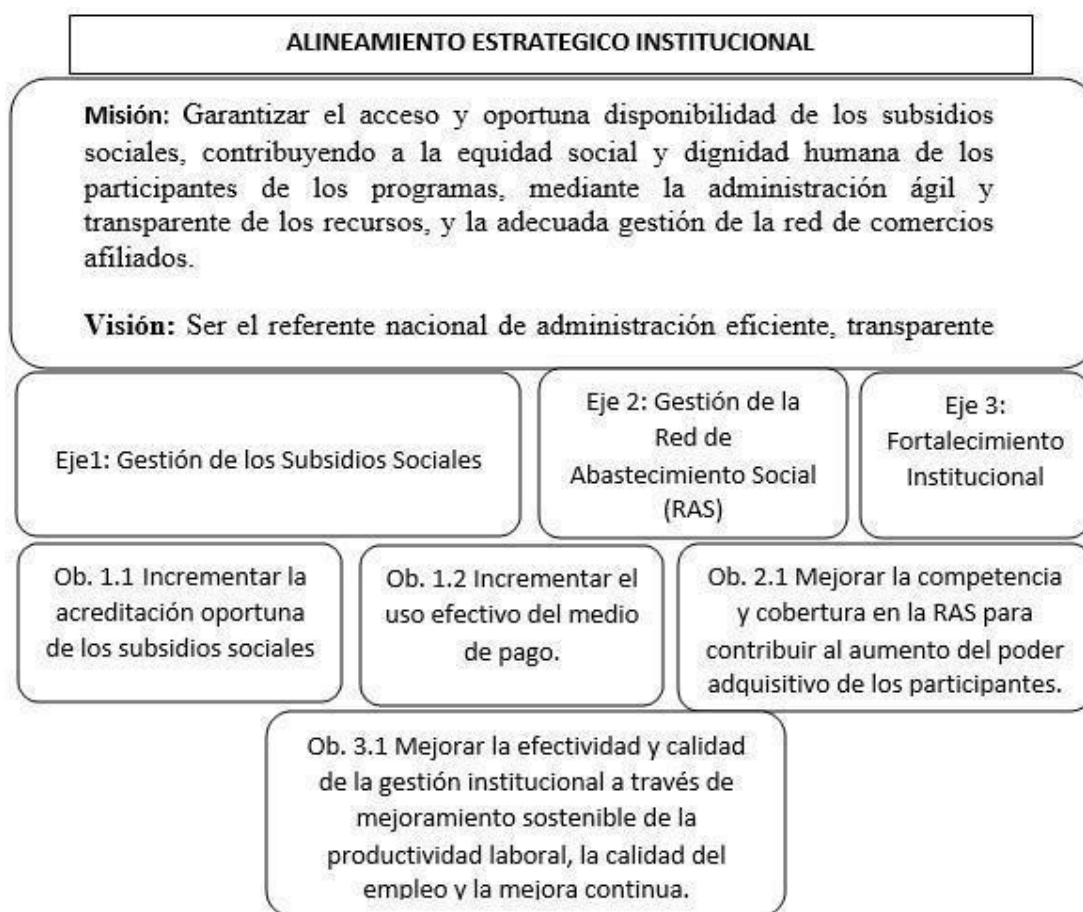 ALINEAMIENTO ESTRATEGICO INSTITUCIONAL
Misión: Garantizar el acceso y oportuna disponibilidad de los subsidios
sociales, contribuyendo a la equidad social y dignidad humana de los
participantes de los programas, mediante la administración ágil y
transparente de los recursos, y la adecuada gestión de la red de comercios
afiliados.
Visión: Ser el referente nacional de administración eficiente, transparente
Eje1: Gestión de los Subsidios Sociales
Eje 2: Gestión de la
Red de
Abastecimiento Social
(RAS)
Eje 3:
Fortalecimiento
Institucional
Ob. 1.1 Incrementar la
acreditación oportuna
de los subsidios sociales
Ob. 1.2 Incrementar el
uso efectivo del medio
de pago.
Ob. 2.1 Mejorar la competencia
y cobertura en la RAS para
contribuir al aumento del poder
adquisitivo de los participantes.
Ob. 3.1 Mejorar la efectividad y calidad
de la gestión institucional a través de
mejoramiento sostenible de la
productividad laboral, la calidad del
empleo y la mejora continua.